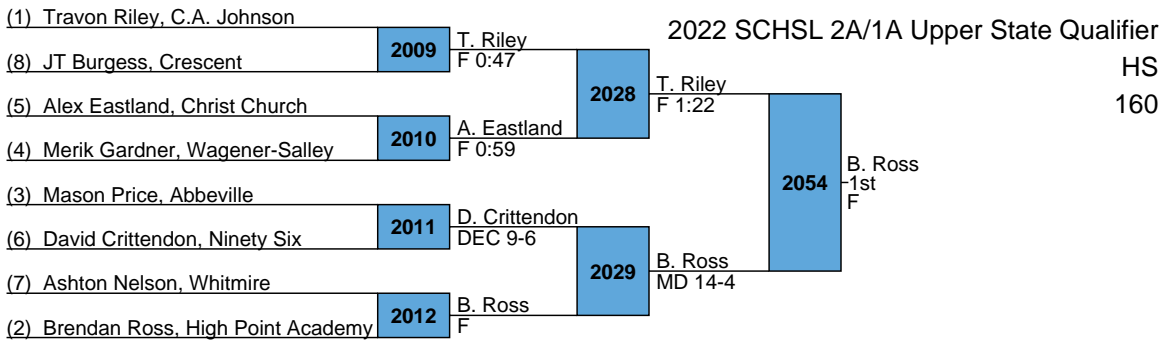 2022 SCHSL 2A/1A Upper State Qualifier
HS
160
(1) Travon Riley, C.A. Johnson
(8) JT Burgess, Crescent
(5) Alex Eastland, Christ Church
(4) Merik Gardner, Wagener-Salley
(3) Mason Price, Abbeville
(6) David Crittendon, Ninety Six
(7) Ashton Nelson, Whitmire
(2) Brendan Ross, High Point Academy
2009
2010
2011
2012
T. Riley
F 0:47
A. Eastland
F 0:59
D. Crittendon
DEC 9-6
B. Ross
F
2028
2029
T. Riley
F 1:22
B. Ross
MD 14-4
2054
B. Ross
1st
F